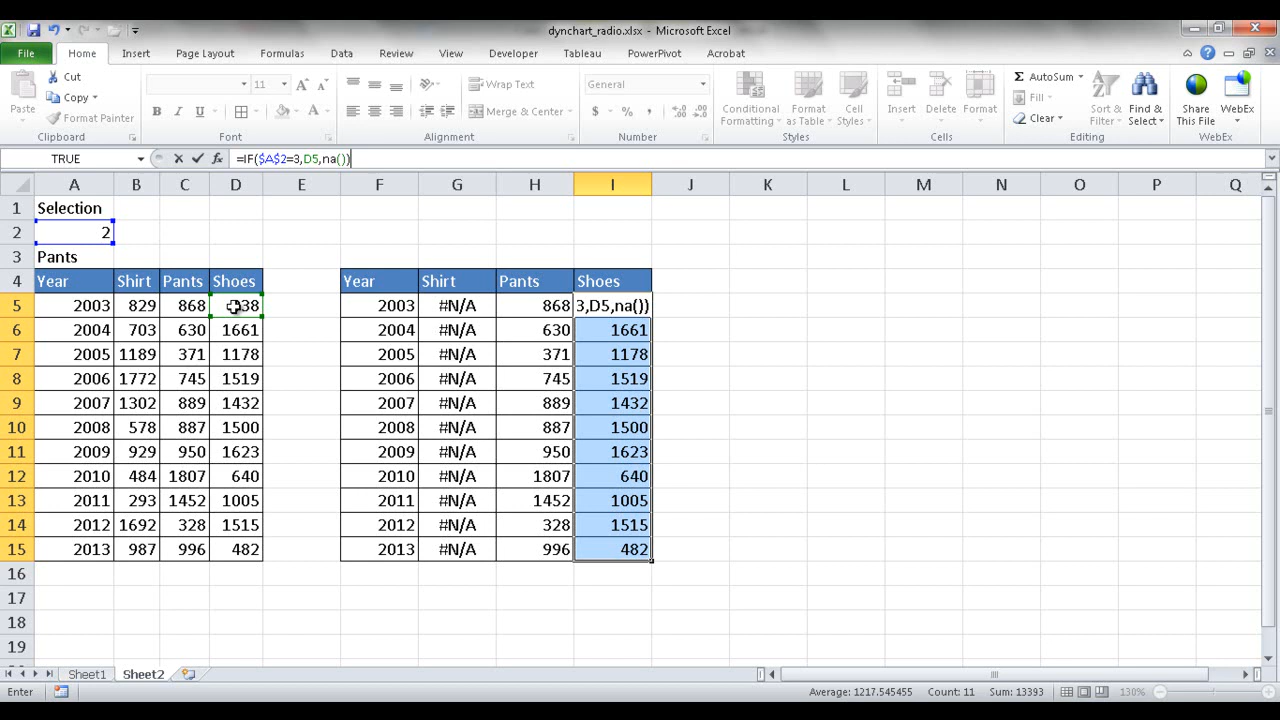 dynchart_radio.xlsx - Microsoft Excel
File Home Insert Page Layout Formulas Data Review View Developer Tableau PowerPivot Acrobat
Paste Cut Copy Format Painter Clipboard
11 B I U A A A Font
Wrap Text Merge & Center Alignment
General $ % , Number
Conditional Formatting Format as Table Cell Styles Styles
Insert Delete Format Cells
Σ AutoSum Fill Clear Sort & Filter Find & Select Editing
Share This File WebEx WebEx
TRUE fx =IF($A$2=3,D5,na())
A B C D E F G H I J K L M N O P Q
1 Selection
2 2
3 Pants
4 Year Shirt Pants Shoes Year Shirt Pants Shoes
5 2003 829 868 38 2003 #N/A 868 3,D5,na())
6 2004 703 630 1661 2004 #N/A 630 1661
7 2005 1189 371 1178 2005 #N/A 371 1178
8 2006 1772 745 1519 2006 #N/A 745 1519
9 2007 1302 889 1432 2007 #N/A 889 1432
10 2008 578 887 1500 2008 #N/A 887 1500
11 2009 929 950 1623 2009 #N/A 950 1623
12 2010 484 1807 640 2010 #N/A 1807 640
13 2011 293 1452 1005 2011 #N/A 1452 1005
14 2012 1692 328 1515 2012 #N/A 328 1515
15 2013 987 996 482 2013 #N/A 996 482
16
17
18
19
Sheet1 Sheet2
Enter Average: 1217.545455 Count: 11 Sum: 13393 130%